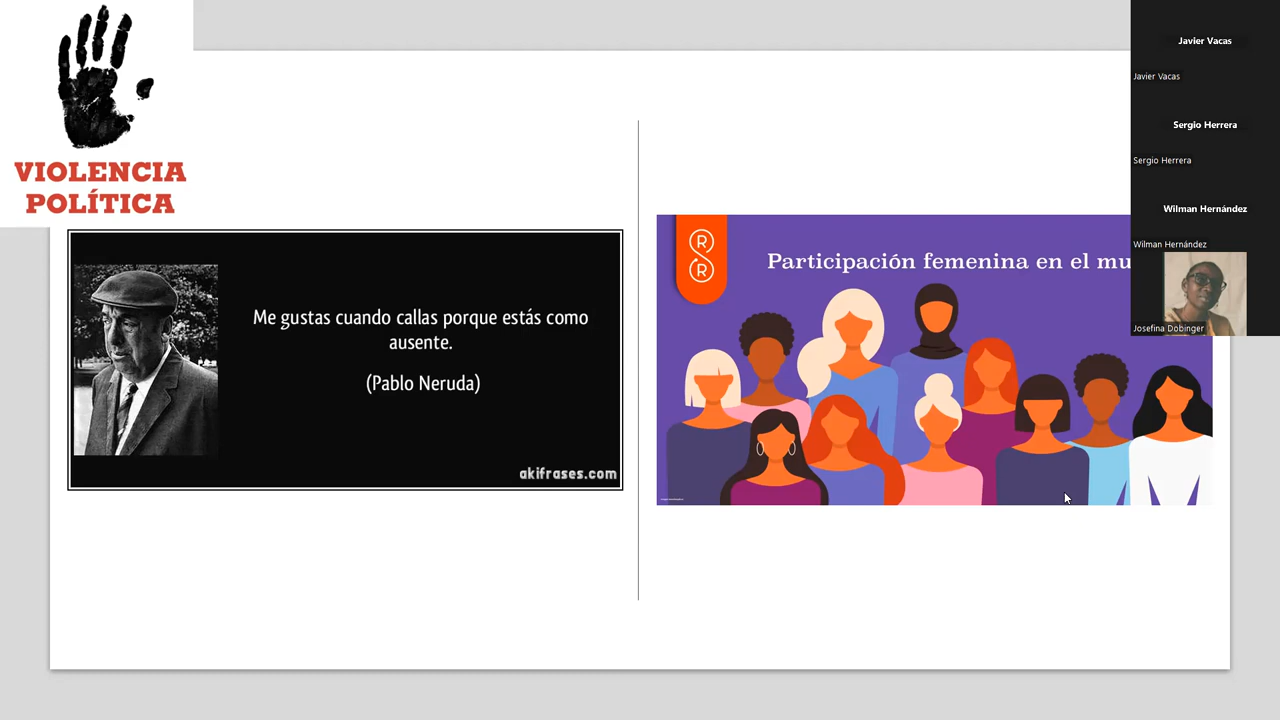 VIOLENCIA
POLÍTICA
Me gustas cuando callas porque estás como
ausente.
(Pablo Neruda)
akifrases.com
R
R
Participación femenina en el mu
Javier Vacas
Javier Vacas
Sergio Herrera
Sergio Herrera
Wilman Hernández
Wilman Hernández
Josefina Dobinger